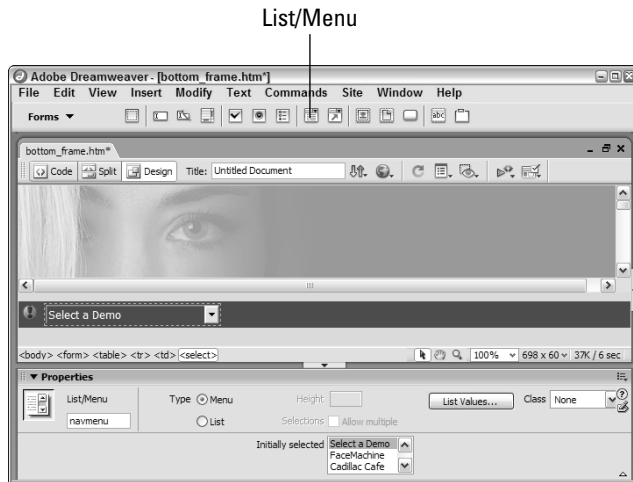 List/Menu
Adobe Dreamweaver - [bottom_frame.htm*]
File Edit View Insert Modify Text Commands Site Window Help
Forms
abc
bottom_frame.htm*
Code Split Design Title: Untitled Document
Select a Demo
<body> <form> <table> <tr> <td> <select> 100% 698 x 60 37K / 6 sec
Properties
List/Menu Type Menu Height List Values... Class None
navmenu List Selections Allow multiple
Initially selected Select a Demo
FaceMachine
Cadillac Cafe